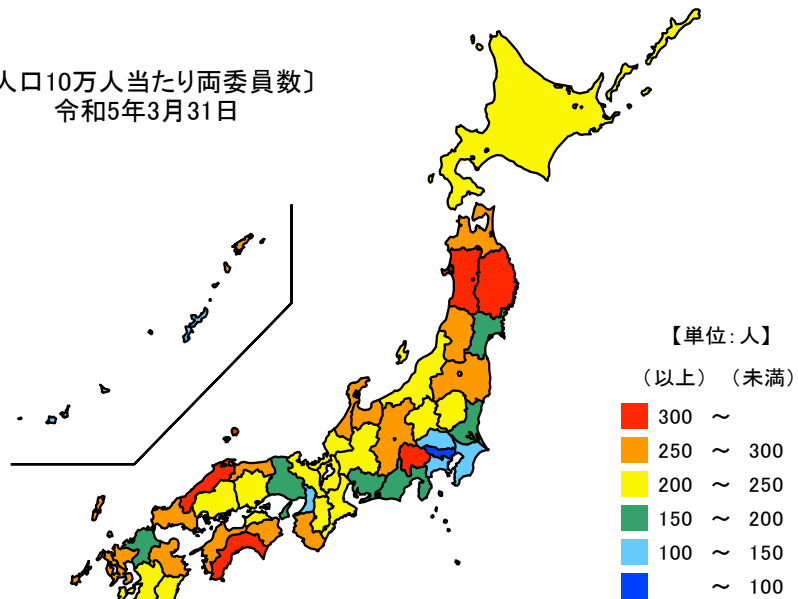 人口10万人当たり両委員数〕
令和5年3月31日
【単位:人】
（以上） （未満）
300 ～
250 ～ 300
200 ～ 250
150 ～ 200
100 ～ 150
～ 100